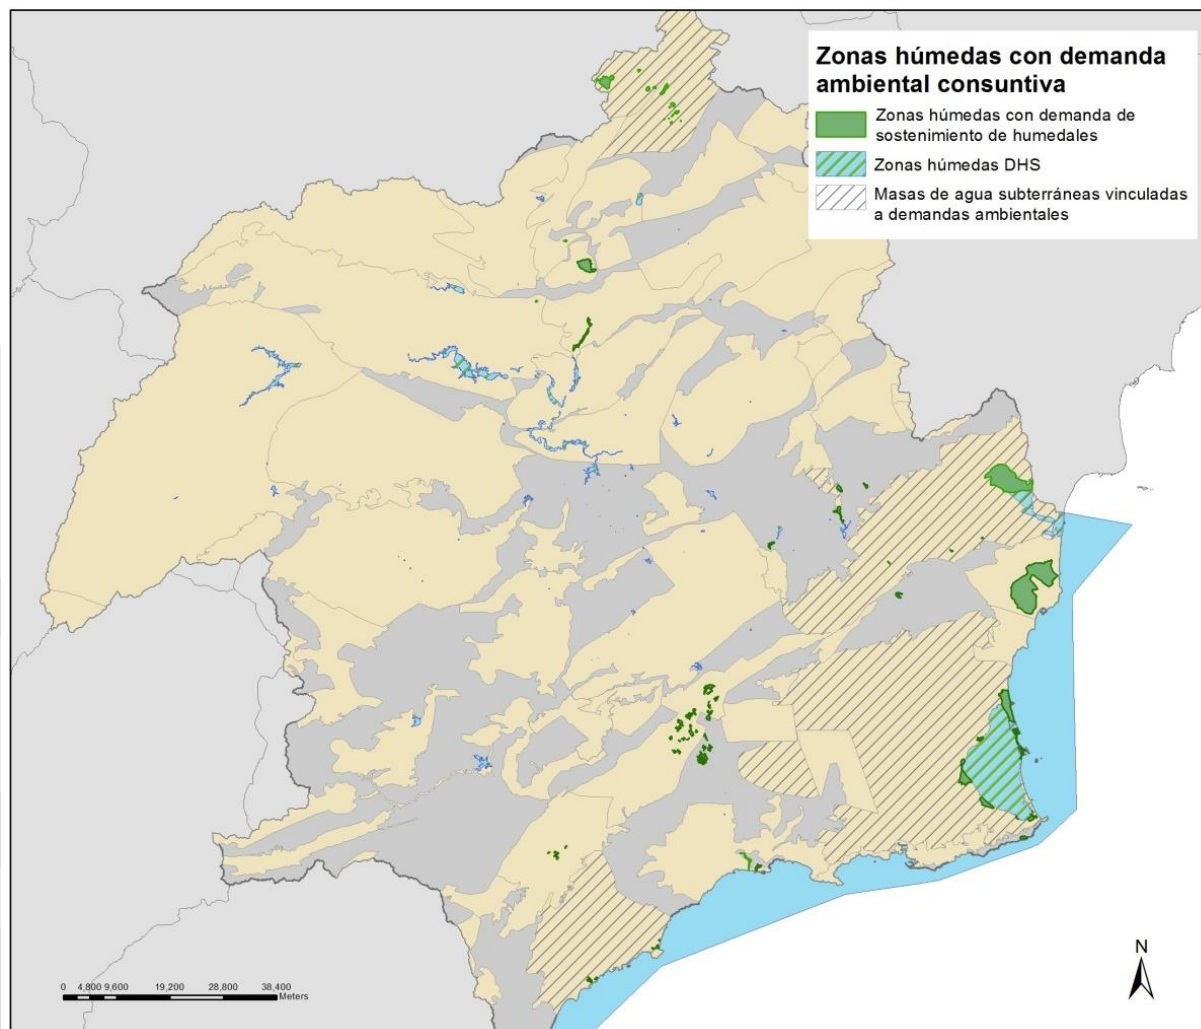 Zonas húmedas con demanda
ambiental consuntiva
Zonas húmedas con demanda de
sostenimiento de humedales
Zonas húmedas DHS
Masas de agua subterráneas vinculadas
a demandas ambientales
N
0 4,800 9,600 19,200 28,800 38,400
Meters